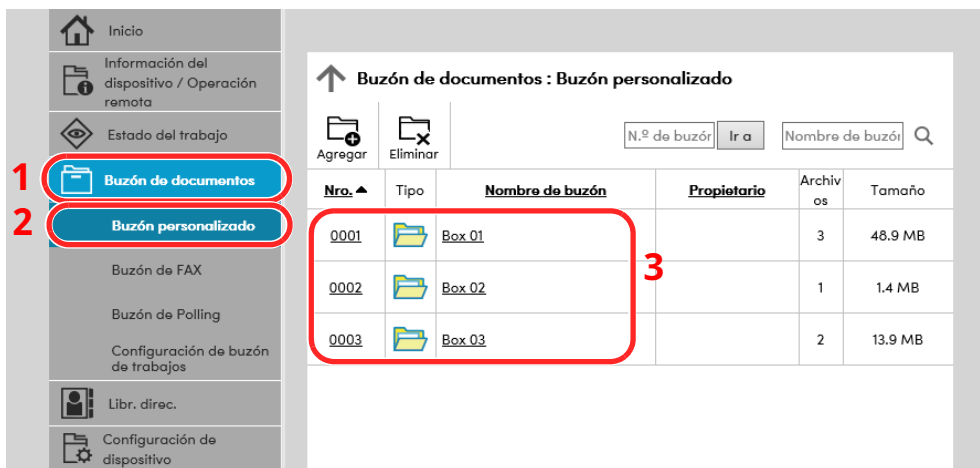 Inicio
Información del
dispositivo / Operación
remota
Estado del trabajo
1
Buzón de documentos
2
Buzón personalizado
Buzón de FAX
Buzón de Polling
Configuración de buzón
de trabajos
Libr. direc.
Configuración de
dispositivo
Buzón de documentos : Buzón personalizado
Agregar Eliminar N.º de buzór Ir a Nombre de buzói
Nro. Tipo Nombre de buzón Propietario Archiv
os Tamaño
0001 Box 01 3 48.9 MB
3
0002 Box 02 1 1.4 MB
0003 Box 03 2 13.9 MB